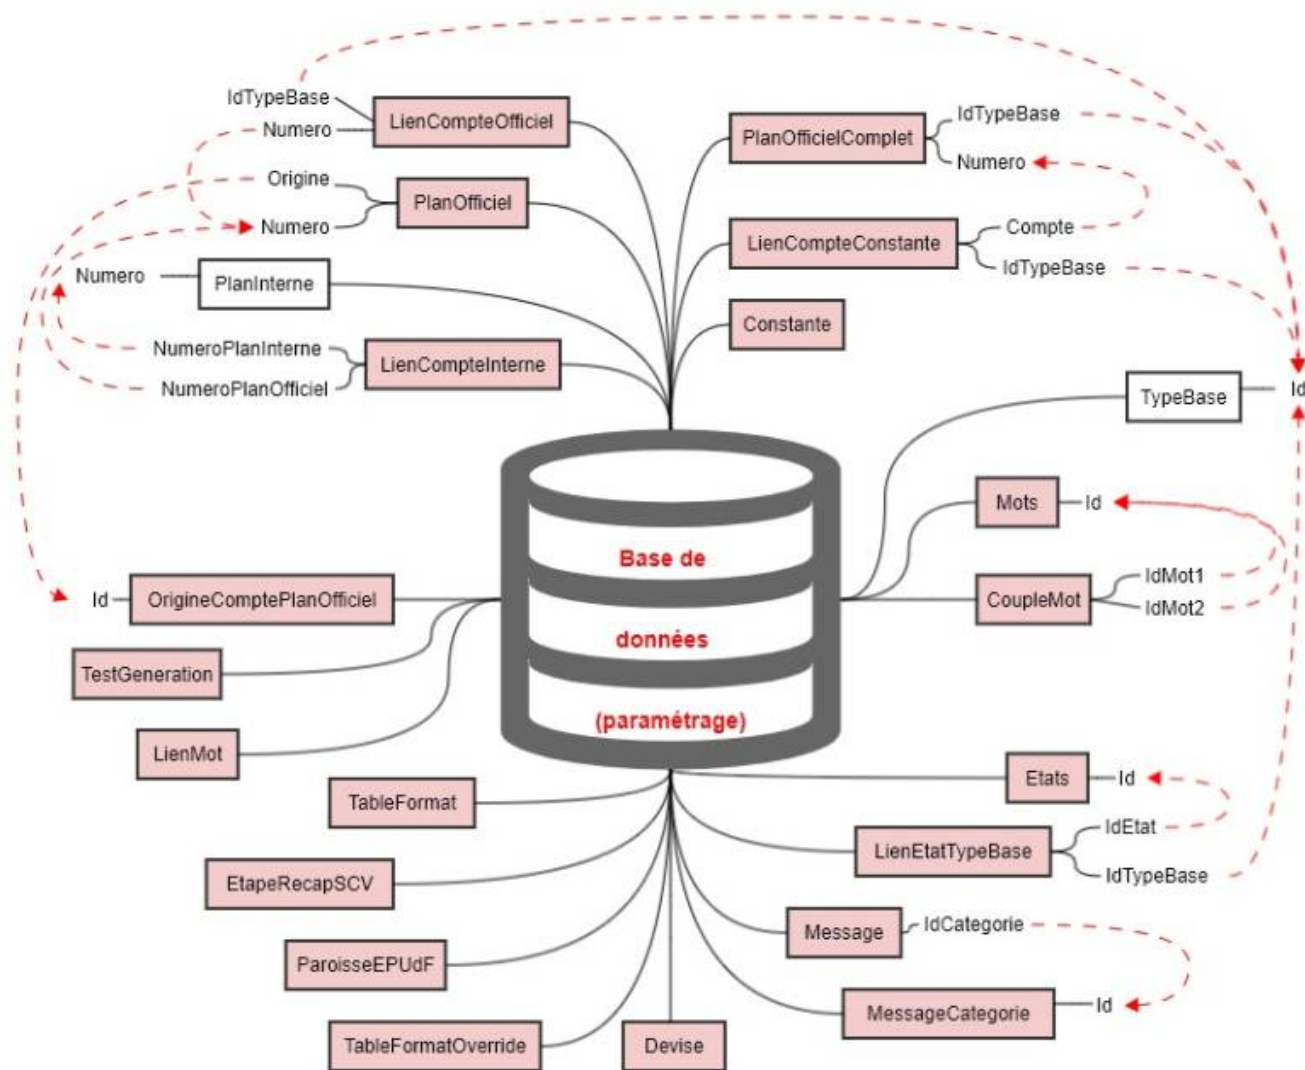 IdTypeBase
LienCompteOfficiel
Numero
Origine
PlanOfficiel
Numero
Numero
PlanInterne
NumeroPlanInterne
LienCompteInterne
NumeroPlanOfficiel
PlanOfficielComplet
IdTypeBase
Numero
LienCompteConstante
Compte
IdTypeBase
Constante
TypeBase
Id
Mots
Id
CoupleMot
IdMot1
IdMot2
Base de
données
(paramétrage)
Id
OrigineComptePlanOfficiel
TestGeneration
LienMot
TableFormat
EtapeRecapSCV
ParoisseEPUdF
TableFormatOverride
Devise
Etats
Id
LienEtatTypeBase
IdEtat
IdTypeBase
Message
IdCategorie
MessageCategorie
Id